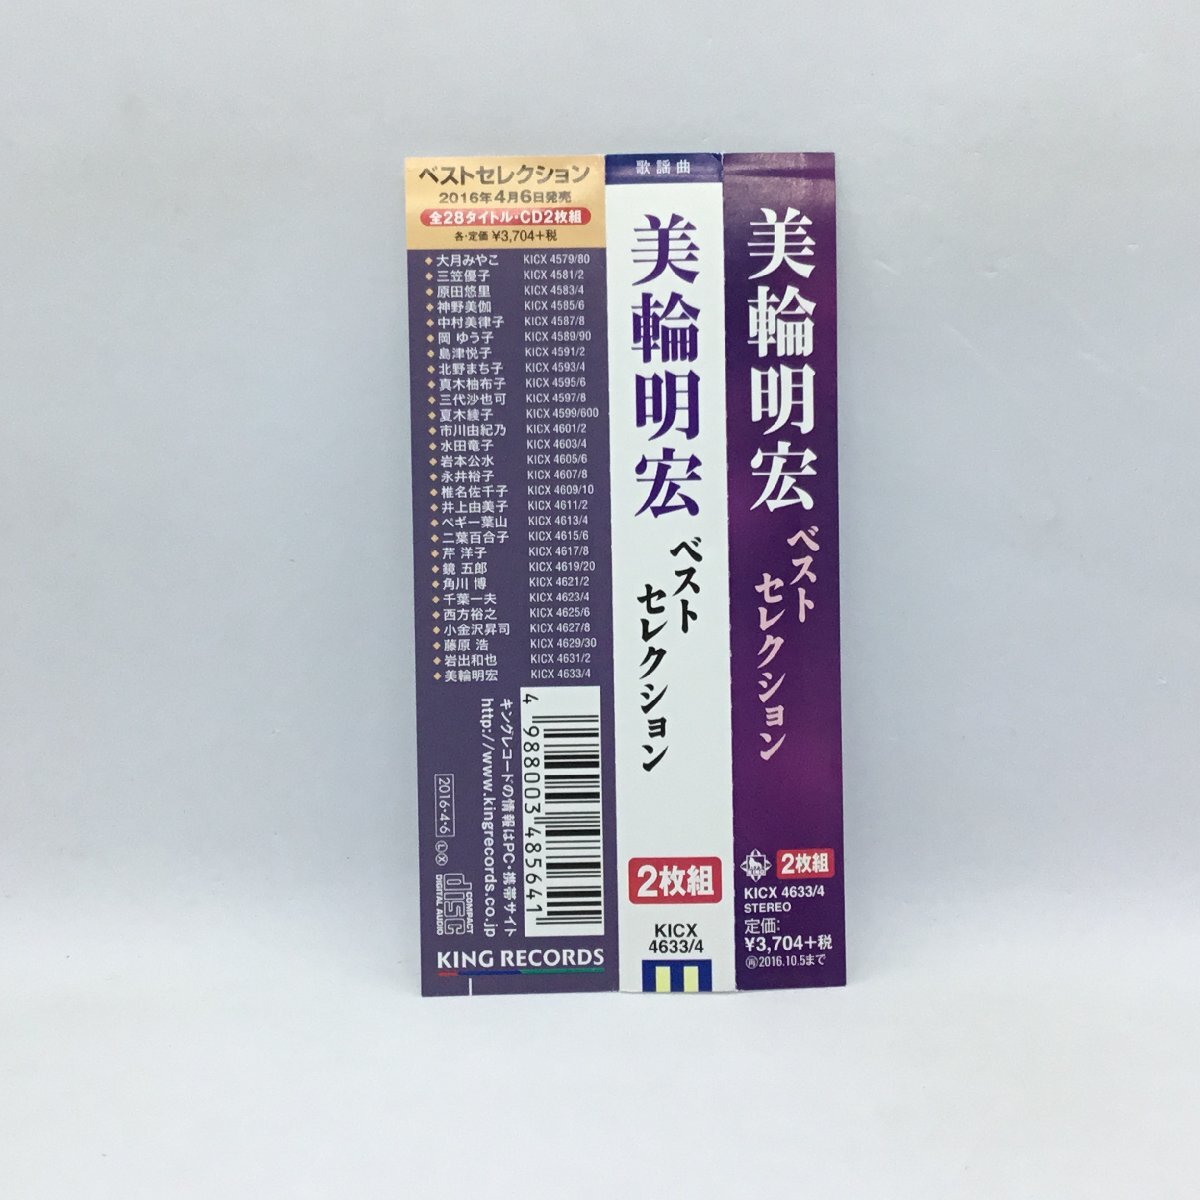 ベストセレクション
2016年4月6日発売
全28タイトル・CD2枚組
各・定価 ¥3,704+税
◆大月みやこ KICX 4579/80
◆三笠優子 KICX 4581/2
◆原田悠里 KICX 4583/4
◆神野美伽 KICX 4585/6
◆中村美律子 KICX 4587/8
◆岡 ゆう子 KICX 4589/90
◆島津悦子 KICX 4591/2
◆北野まち子 KICX 4593/4
◆真木柚布子 KICX 4595/6
◆三代沙也可 KICX 4597/8
◆夏木綾子 KICX 4599/600
◆市川由紀乃 KICX 4601/2
◆水田竜子 KICX 4603/4
◆岩本公水 KICX 4605/6
◆永井裕子 KICX 4607/8
◆椎名佐千子 KICX 4609/10
◆井上由美子 KICX 4611/2
◆ペギー葉山 KICX 4613/4
◆二葉百合子 KICX 4615/6
◆芹 洋子 KICX 4617/8
◆鏡 五郎 KICX 4619/20
◆角川 博 KICX 4621/2
◆千葉一夫 KICX 4623/4
◆西方裕之 KICX 4625/6
◆小金沢昇司 KICX 4627/8
◆藤原 浩 KICX 4629/30
◆岩出和也 KICX 4631/2
◆美輪明宏 KICX 4633/4
4 988003 485641
キングレコードの情報はPC・携帯サイト
http://www.kingrecords.co.jp
2016・4・6
Ⓛ Ⓧ
COMPACT
disc
DIGITAL AUDIO
KING RECORDS
歌謡曲
美輪明宏
ベスト
セレクション
2枚組
KICX
4633/4
美輪明宏
ベスト
セレクション
KING
2枚組
KICX 4633/4
STEREO
定価:
¥3,704+税
㊢2016.10.5まで